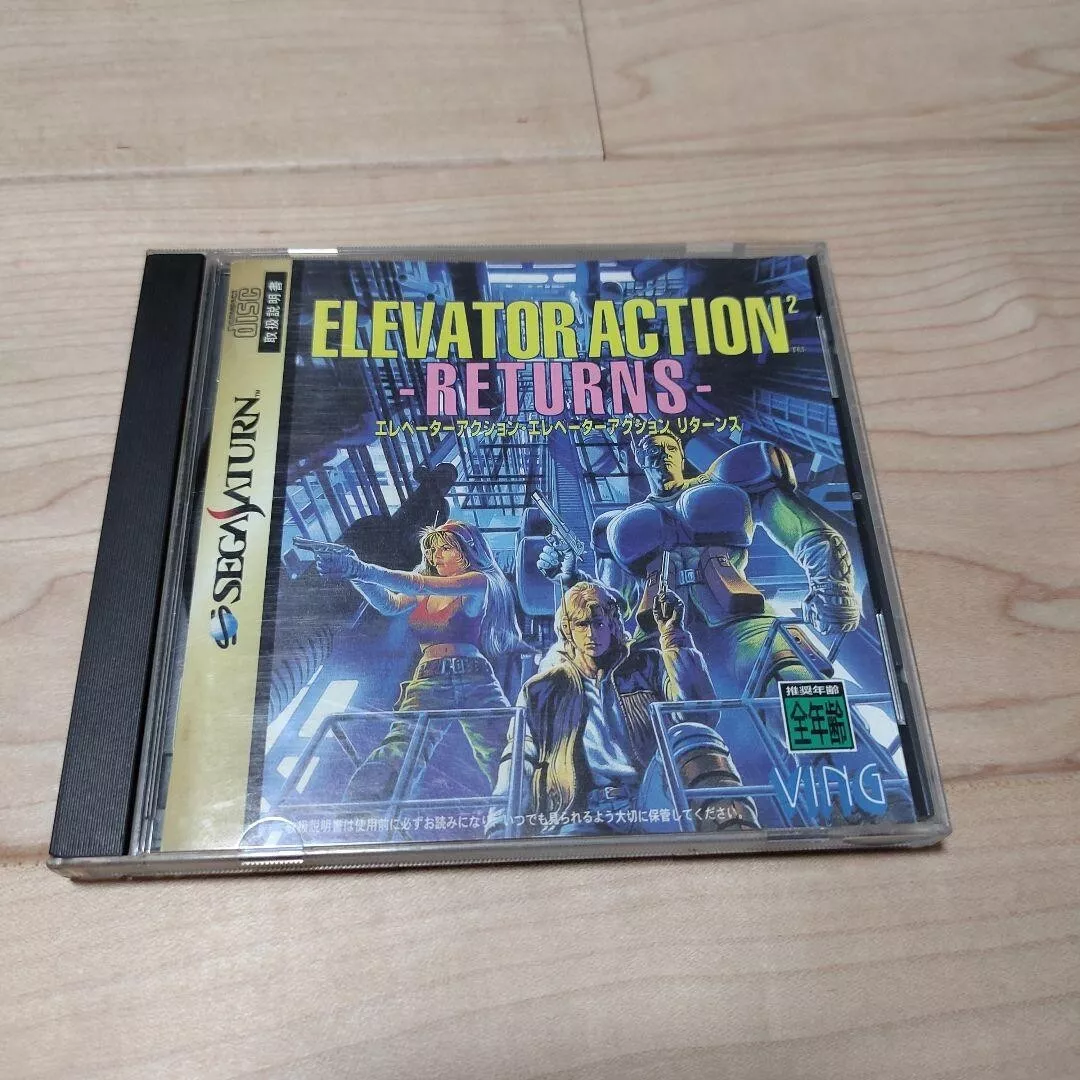 ELEVATOR ACTION²
-RETURNS-
エレベーターアクション・エレベーターアクション リターンズ
COMPACT
disc
取扱説明書
SEGA SATURN™
推奨年齢
全年齢
VING
取扱説明書は使用前に必ずお読みになり、いつでも見られるよう大切に保管してください。